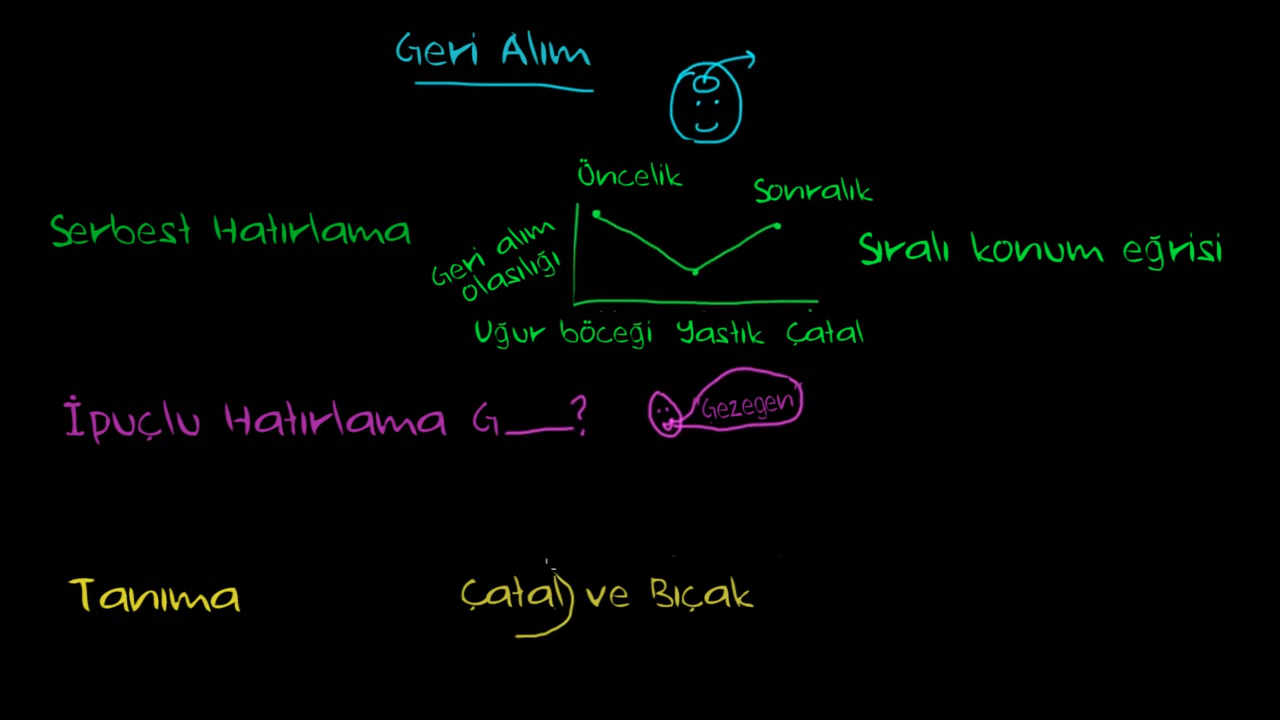 Geri Alım
Öncelik
Sonralık
Serbest Hatırlama
Geri alım
olasılığı
Sıralı konum eğrisi
Uğur böceği Yastık Çatal
İpuçlu Hatırlama G___?
Gezegen
Tanıma
Çatal ve Bıçak